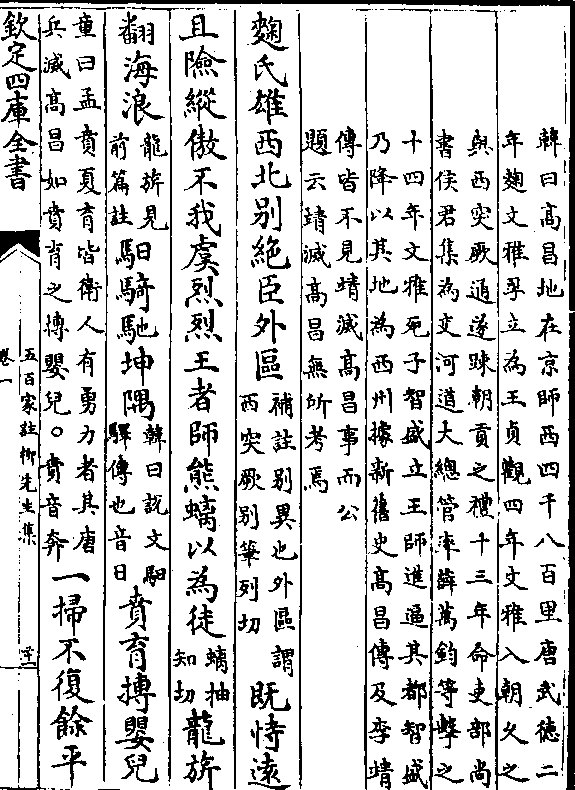 韓曰高昌地在京師西四千八百里唐武德二
年麴文雅孚立為王貞觀四年文雅入朝乆之
與西突厥通遂踈朝貢之禮十三年命吏部尚
書侯君集為交河道大總管率薛萬鈞等擊之
十四年文雅死子智盛立王師進逼其都智盛
乃降以其地為西州據新舊史髙昌傳及李靖
傳皆不見靖滅髙昌事而公
題云靖滅高昌無所考焉
麴氏雄西北别絶臣外區補註别異也外區謂西突厥别筆列切既恃逺
且險縱傲不我虞烈烈王者師熊螭以為徒螭抽知切龍旂
翻海浪龍旂見前篇註馹騎馳坤隅韓曰説文馹驛傳也音日賁育搏嬰兒
童曰孟賁夏育皆衛人有勇力者其唐
兵滅髙昌如賁育之搏嬰兒○賁音奔一掃不復餘平
欽定四庫全書
五百家註栁先生集
卷一